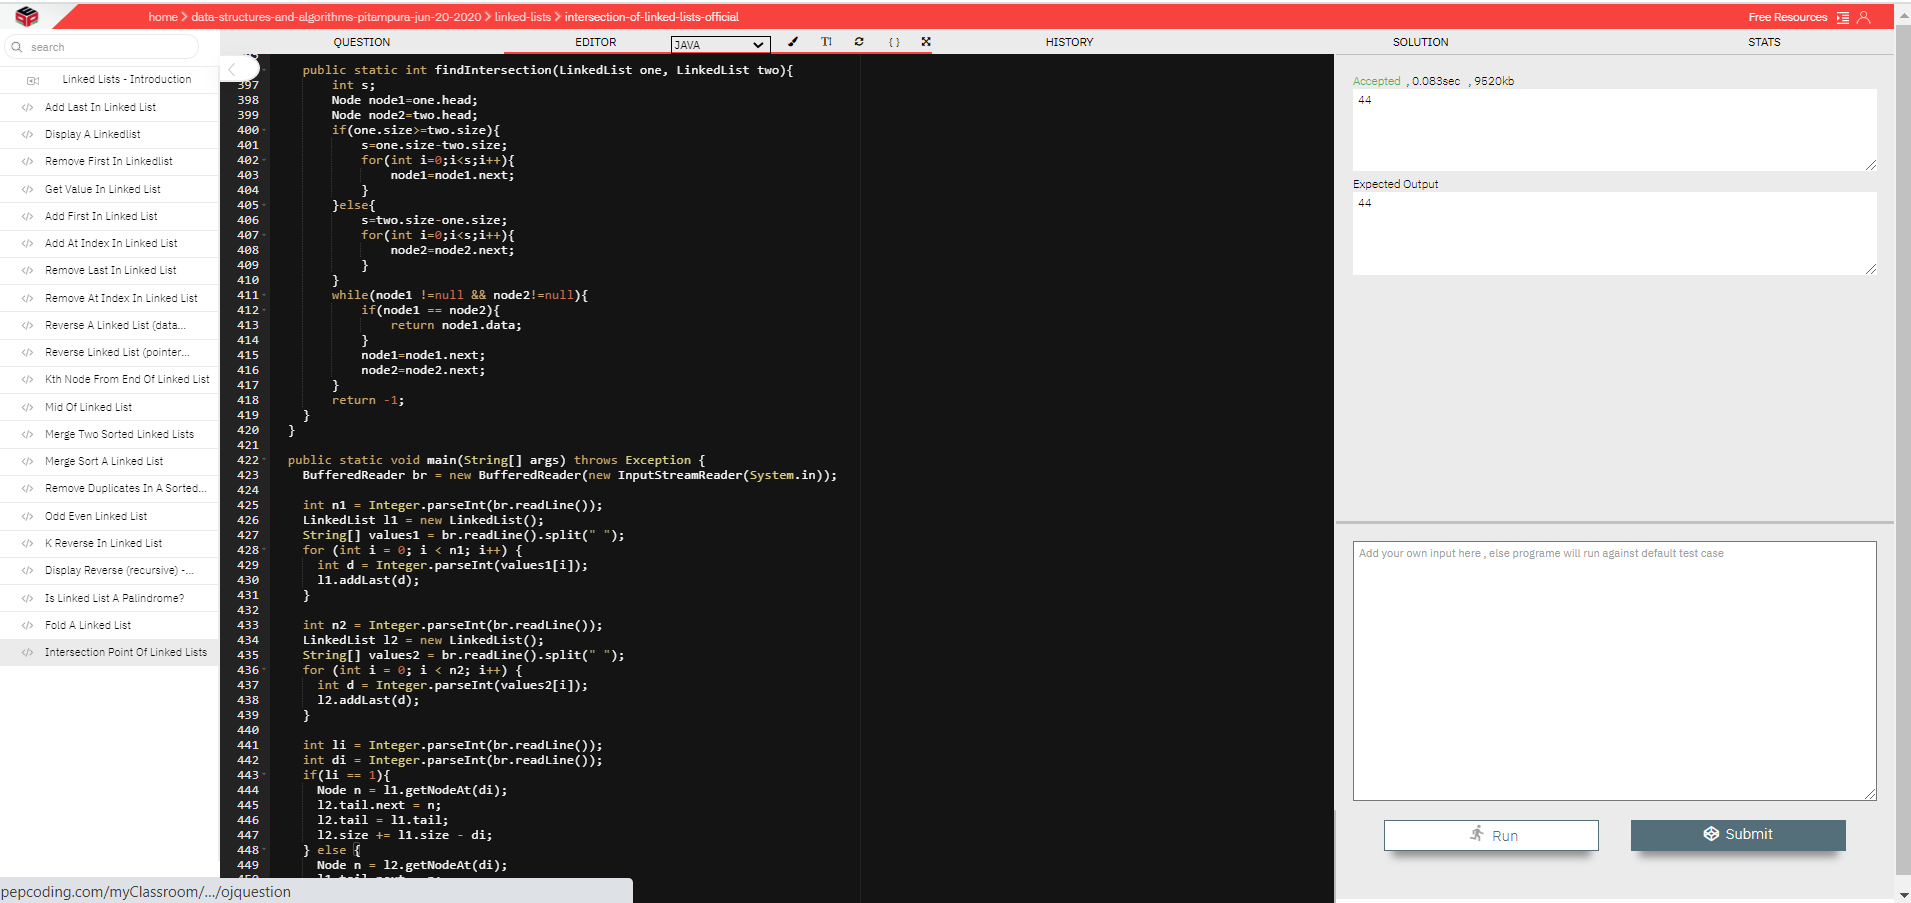 home > data-structures-and-algorithms-pitampura-jun-20-2020 > linked-lists > intersection-of-linked-lists-official
Free Resources
search
QUESTION
EDITOR
JAVA
T!
{ }
HISTORY
SOLUTION
STATS
Linked Lists - Introduction
</> Add Last In Linked List
</> Display A Linkedlist
</> Remove First In Linkedlist
</> Get Value In Linked List
</> Add First In Linked List
</> Add At Index In Linked List
</> Remove Last In Linked List
</> Remove At Index In Linked List
</> Reverse A Linked List (data...
</> Reverse Linked List (pointer...
</> Kth Node From End Of Linked List
</> Mid Of Linked List
</> Merge Two Sorted Linked Lists
</> Merge Sort A Linked List
</> Remove Duplicates In A Sorted...
</> Odd Even Linked List
</> K Reverse In Linked List
</> Display Reverse (recursive) -...
</> Is Linked List A Palindrome?
</> Fold A Linked List
</> Intersection Point Of Linked Lists
public static int findIntersection(LinkedList one, LinkedList two){
397 int s;
398 Node node1=one.head;
399 Node node2=two.head;
400 if(one.size>=two.size){
401 s=one.size-two.size;
402 for(int i=0;i<s;i++){
403 node1=node1.next;
404 }
405 }else{
406 s=two.size-one.size;
407 for(int i=0;i<s;i++){
408 node2=node2.next;
409 }
410 }
411 while(node1 !=null && node2!=null){
412 if(node1 == node2){
413 return node1.data;
414 }
415 node1=node1.next;
416 node2=node2.next;
417 }
418 return -1;
419 }
420 }
421
422 public static void main(String[] args) throws Exception {
423 BufferedReader br = new BufferedReader(new InputStreamReader(System.in));
424
425 int n1 = Integer.parseInt(br.readLine());
426 LinkedList l1 = new LinkedList();
427 String[] values1 = br.readLine().split(" ");
428 for (int i = 0; i < n1; i++) {
429 int d = Integer.parseInt(values1[i]);
430 l1.addLast(d);
431 }
432
433 int n2 = Integer.parseInt(br.readLine());
434 LinkedList l2 = new LinkedList();
435 String[] values2 = br.readLine().split(" ");
436 for (int i = 0; i < n2; i++) {
437 int d = Integer.parseInt(values2[i]);
438 l2.addLast(d);
439 }
440
441 int li = Integer.parseInt(br.readLine());
442 int di = Integer.parseInt(br.readLine());
443 if(li == 1){
444 Node n = l1.getNodeAt(di);
445 l2.tail.next = n;
446 l2.tail = l1.tail;
447 l2.size += l1.size - di;
448 } else {
449 Node n = l2.getNodeAt(di);
Accepted , 0.083sec , 9520kb
44
Expected Output
44
Add your own input here , else programe will run against default test case
Run
Submit
pepcoding.com/myClassroom/.../ojquestion